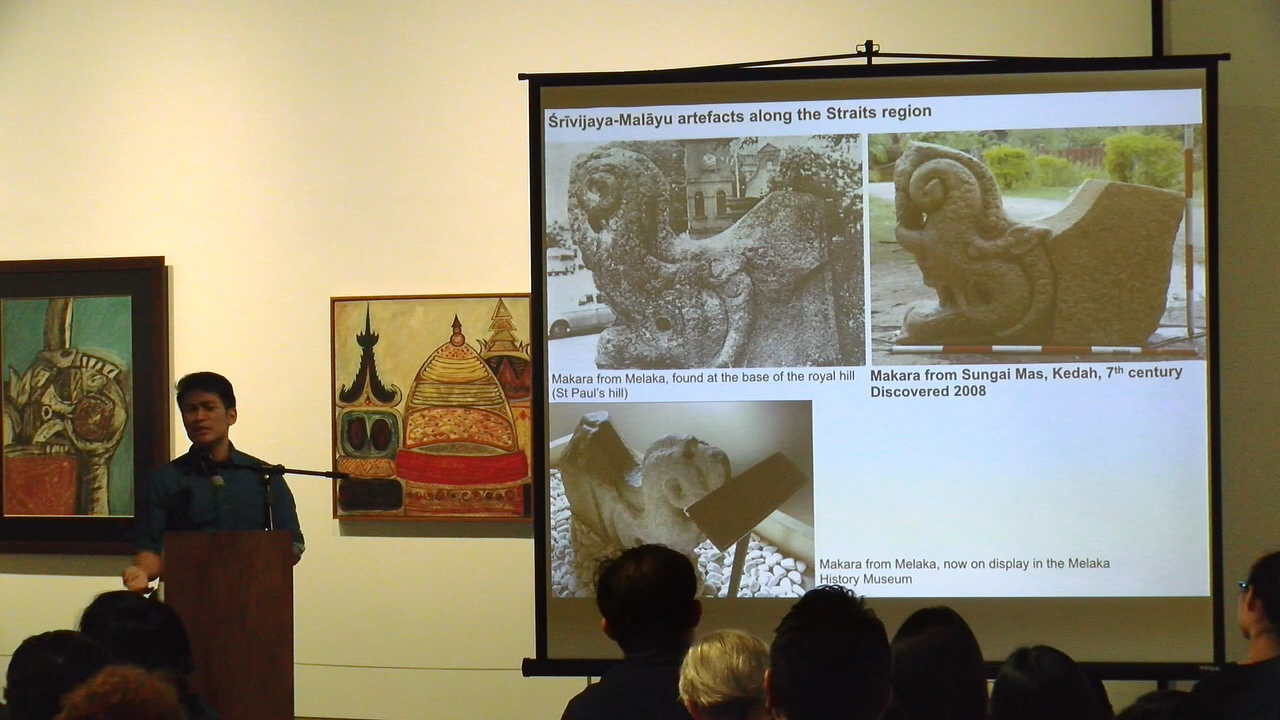 Śrīvijaya-Malāyu artefacts along the Straits region
Makara from Melaka, found at the base of the royal hill
(St Paul's hill)
Makara from Sungai Mas, Kedah, 7th century
Discovered 2008
Makara from Melaka, now on display in the Melaka
History Museum